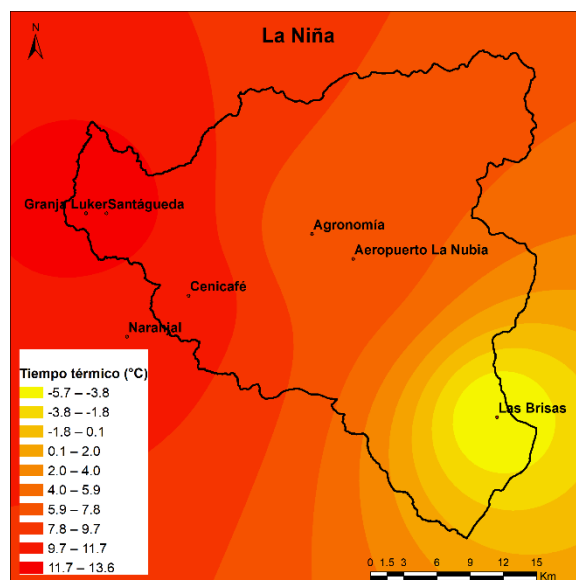 La Niña
N
Granja Luker
Santágueda
Agronomía
Aeropuerto La Nubia
Cenicafé
Naranjal
Las Brisas
Tiempo térmico (°C)
-5.7 – -3.8
-3.8 – -1.8
-1.8 – 0.1
0.1 – 2.0
2.0 – 4.0
4.0 – 5.9
5.9 – 7.8
7.8 – 9.7
9.7 – 11.7
11.7 – 13.6
0 1.5 3 6 9 12 15
Km